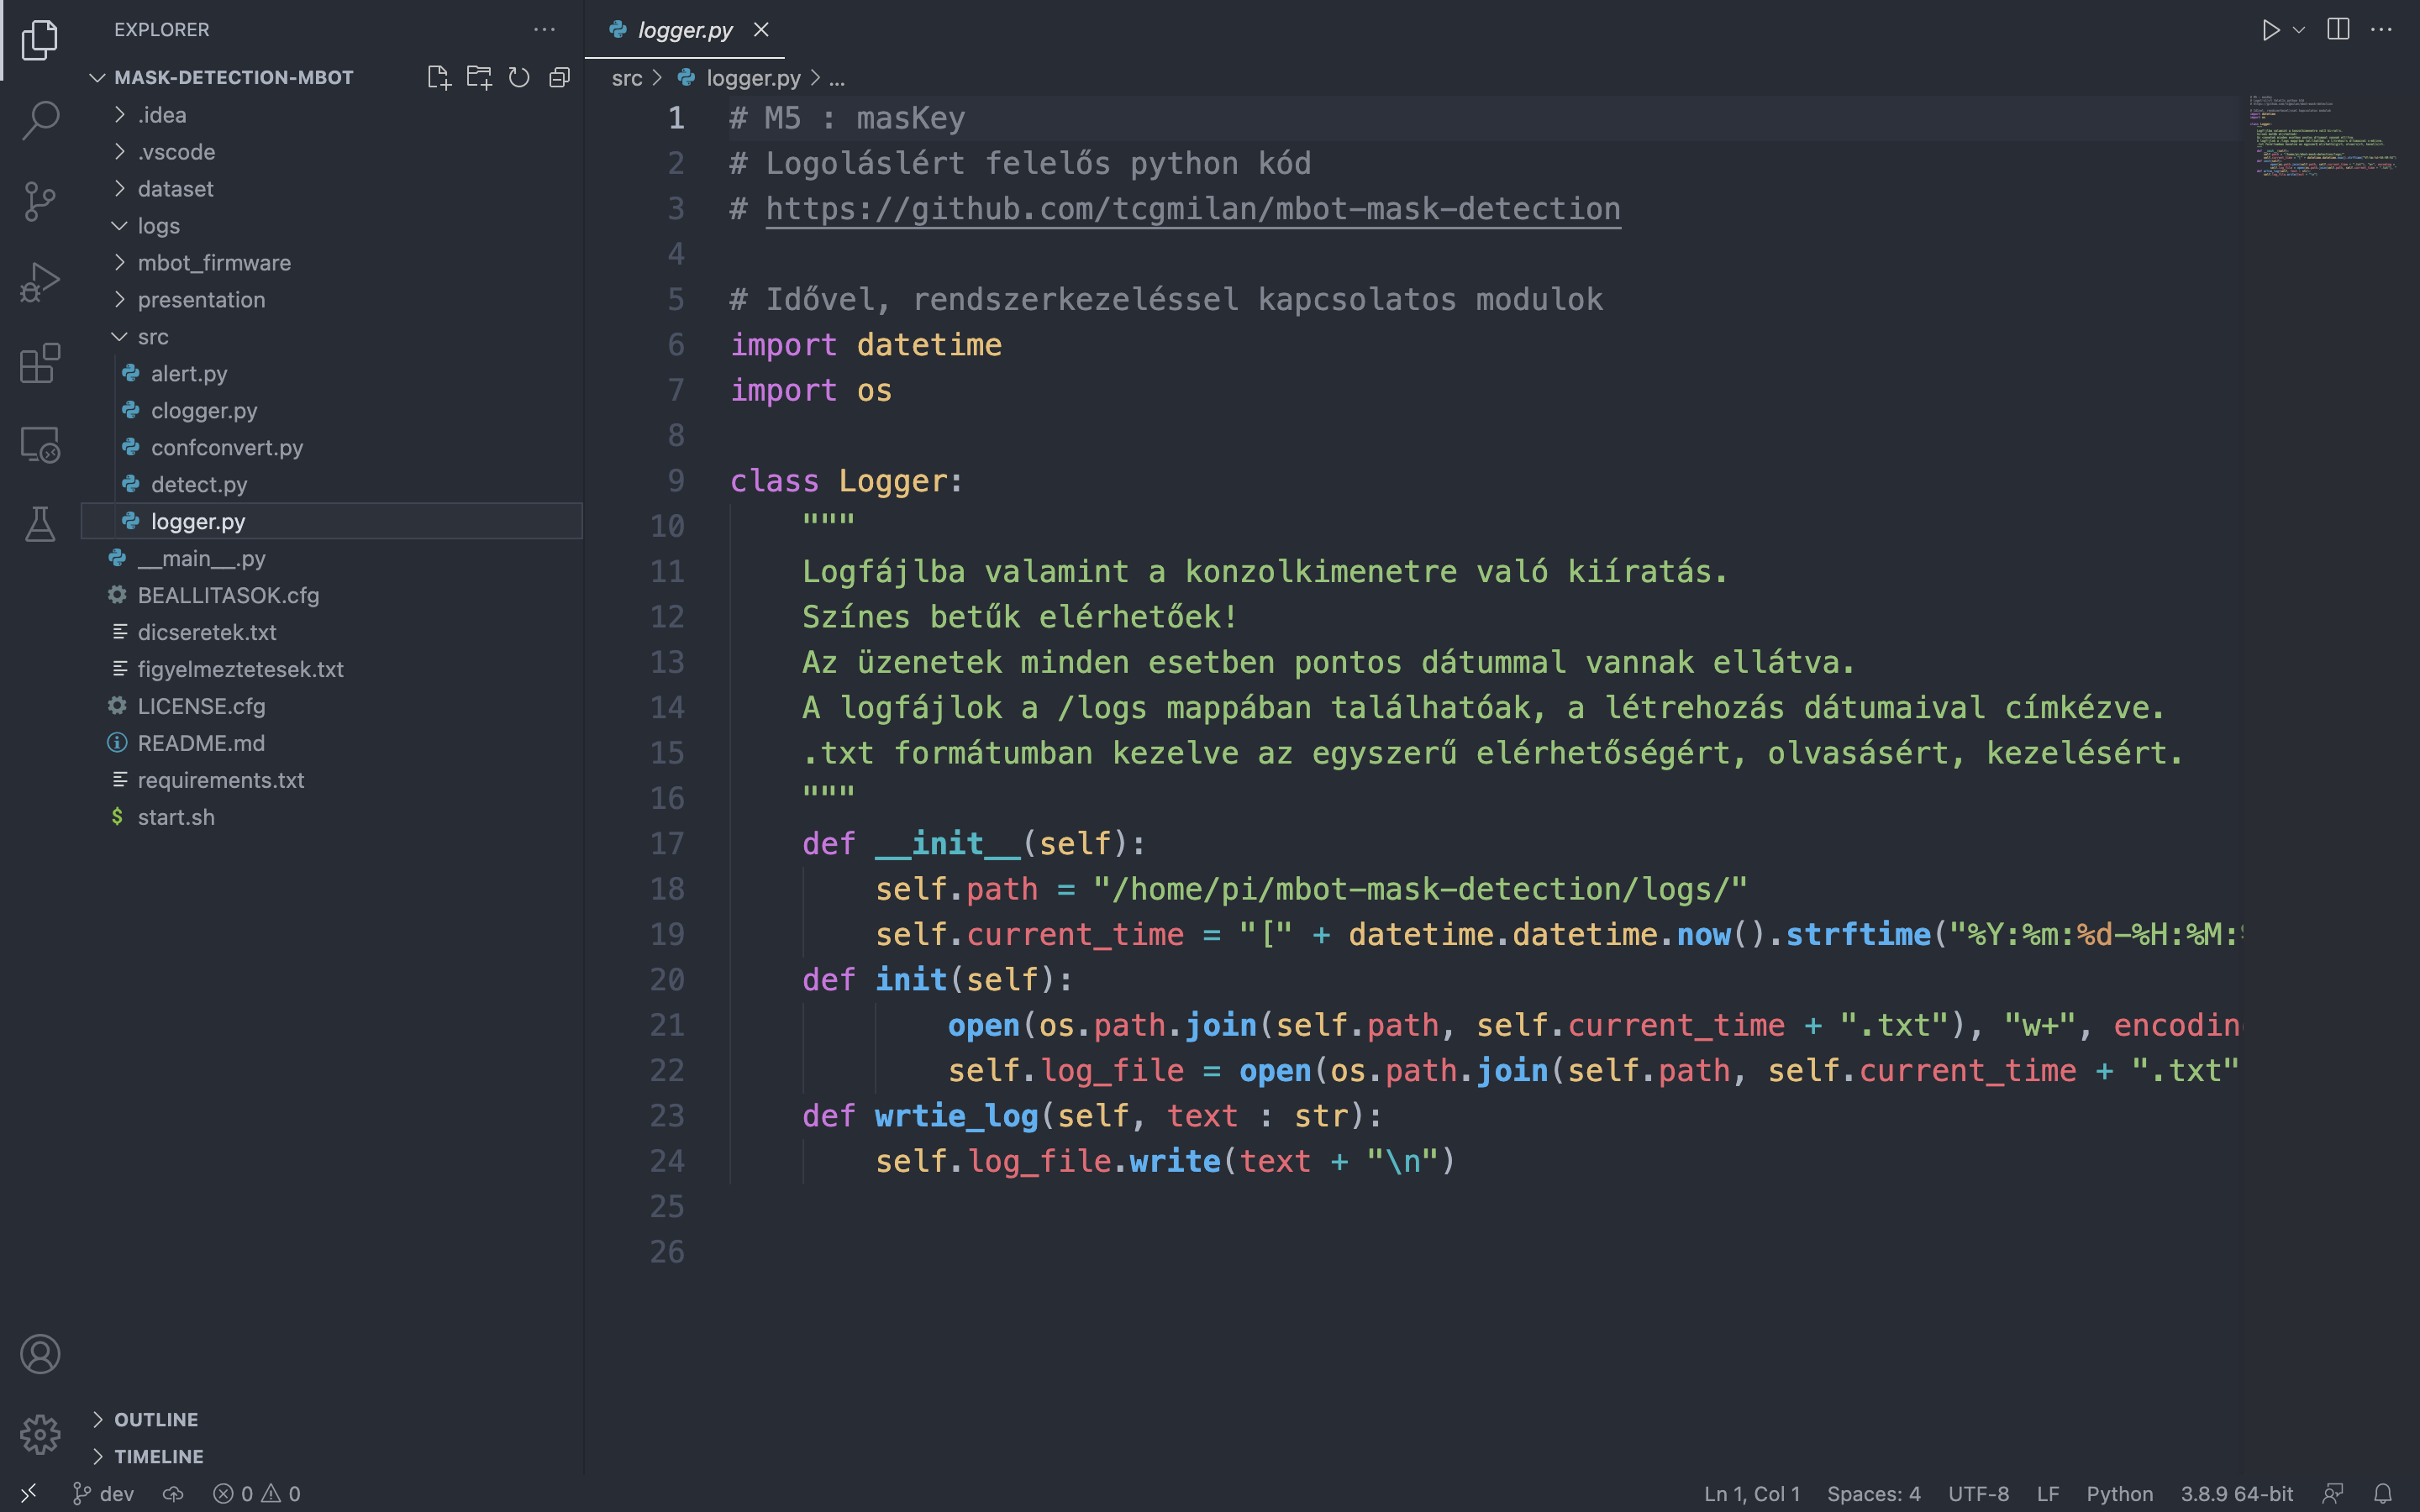 EXPLORER
MASK-DETECTION-MBOT
.idea
.vscode
dataset
logs
mbot_firmware
presentation
src
alert.py
clogger.py
confconvert.py
detect.py
logger.py
__main__.py
BEALLITASOK.cfg
dicseretek.txt
figyelmeztetesek.txt
LICENSE.cfg
README.md
requirements.txt
start.sh
OUTLINE
TIMELINE
logger.py
src > logger.py > ...
1 # M5 : masKey
2 # LogolásLért felelős python kód
3 # https://github.com/tcgmilan/mbot-mask-detection
4
5 # Idővel, rendszerkezeléssel kapcsolatos modulok
6 import datetime
7 import os
8
9 class Logger:
10 """
11 Logfájlba valamint a konzolkimenetre való kiíratás.
12 Színes betűk elérhetőek!
13 Az üzenetek minden esetben pontos dátummal vannak ellátva.
14 A logfájlok a /logs mappában találhatóak, a létrehozás dátumaival címkézve.
15 .txt formátumban kezelve az egyszerű elérhetőségért, olvasásért, kezelésért.
16 """
17 def __init__(self):
18 self.path = "/home/pi/mbot-mask-detection/logs/"
19 self.current_time = "[" + datetime.datetime.now().strftime("%Y:%m:%d-%H:%M:
20 def init(self):
21 open(os.path.join(self.path, self.current_time + ".txt"), "w+", encodin
22 self.log_file = open(os.path.join(self.path, self.current_time + ".txt"
23 def wrtie_log(self, text : str):
24 self.log_file.write(text + "\n")
25
26
dev 0 0 Ln 1, Col 1 Spaces: 4 UTF-8 LF Python 3.8.9 64-bit